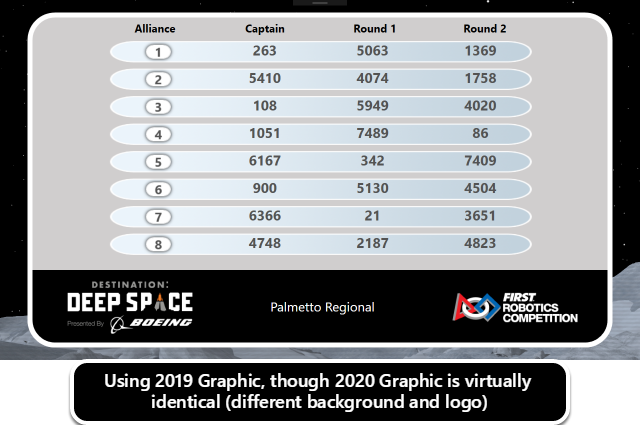 Alliance Captain Round 1 Round 2
1 263 5063 1369
2 5410 4074 1758
3 108 5949 4020
4 1051 7489 86
5 6167 342 7409
6 900 5130 4504
7 6366 21 3651
8 4748 2187 4823
DESTINATION:
DEEP SPACE
Presented By BOEING
Palmetto Regional
FIRST
ROBOTICS
COMPETITION
Using 2019 Graphic, though 2020 Graphic is virtually
identical (different background and logo)